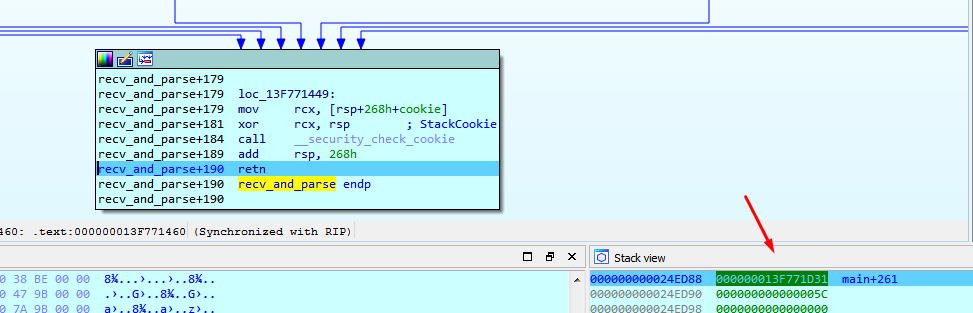 recv_and_parse+179
recv_and_parse+179 loc_13F771449:
recv_and_parse+179 mov rcx, [rsp+268h+cookie]
recv_and_parse+181 xor rcx, rsp ; StackCookie
recv_and_parse+184 call __security_check_cookie
recv_and_parse+189 add rsp, 268h
recv_and_parse+190 retn
recv_and_parse+190 recv_and_parse endp
recv_and_parse+190
460: .text:000000013F771460 (Synchronized with RIP)
Stack view
0 38 BE 00 00 8¾...›...›..8¾..
0 47 9B 00 00 .›..G›..8¾..G›..
0 7A 9B 00 00 a›..8¾..a›..z›..
000000000024ED88 000000013F771D31 main+261
000000000024ED90 000000000000005C
000000000024ED98 0000000000000000